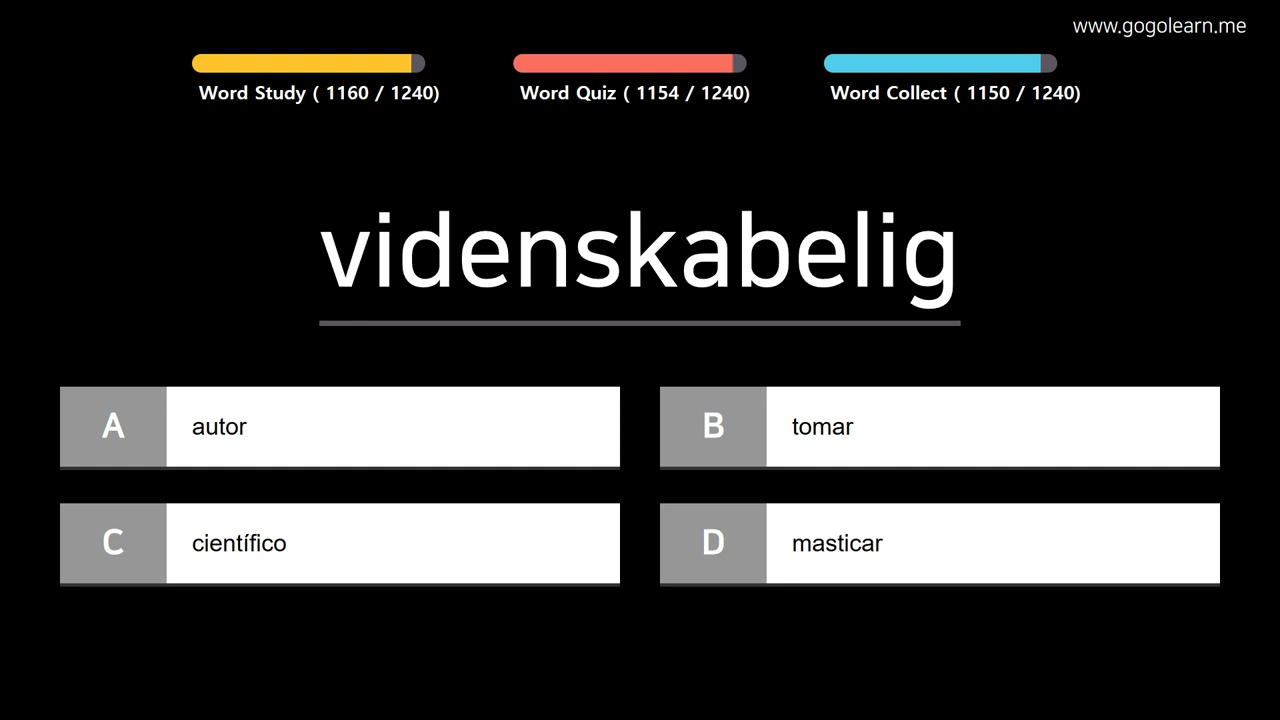 www.gogolearn.me
Word Study ( 1160 / 1240)
Word Quiz ( 1154 / 1240)
Word Collect ( 1150 / 1240)
videnskabelig
A autor
B tomar
C científico
D masticar